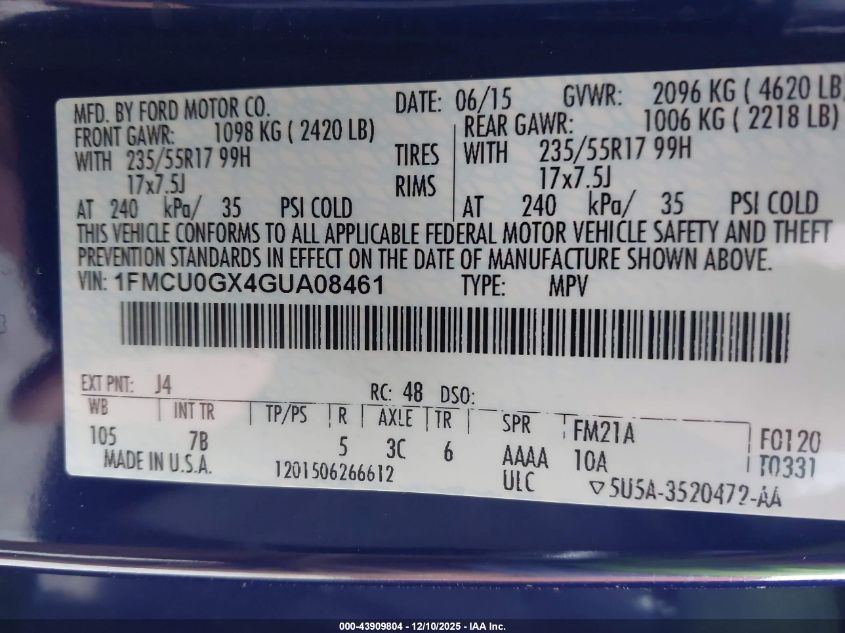 MFD. BY FORD MOTOR CO. DATE: 06/15 GVWR: 2096 KG ( 4620 LB)
FRONT GAWR: 1098 KG ( 2420 LB) REAR GAWR: 1006 KG ( 2218 LB)
WITH 235/55R17 99H TIRES WITH 235/55R17 99H
17x7.5J RIMS 17x7.5J
AT 240 kPa/ 35 PSI COLD AT 240 kPa/ 35 PSI COLD
THIS VEHICLE CONFORMS TO ALL APPLICABLE FEDERAL MOTOR VEHICLE SAFETY AND THEFT
PREVENTION STANDARDS IN EFFECT ON THE DATE OF MANUFACTURE SHOWN ABOVE.
VIN: 1FMCU0GX4GUA08461 TYPE: MPV
EXT PNT: J4 RC: 48 DSO:
WB INT TR TP/PS R AXLE TR SPR FM21A F0120
105 7B 5 3C 6 AAAA 10A T0331
MADE IN U.S.A. 1201506266612 ULC ▽5U5A-3520472-AA
000-43909804 - 12/10/2025 - IAA Inc.